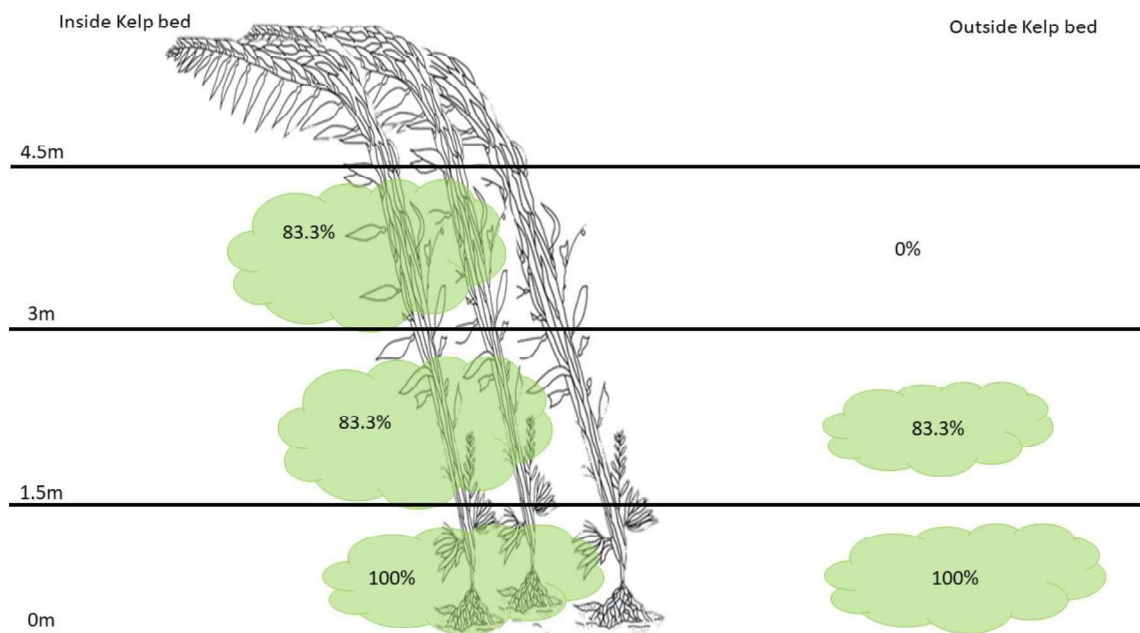 Inside Kelp bed
Outside Kelp bed
4.5m
83.3%
0%
3m
83.3%
83.3%
1.5m
100%
100%
0m